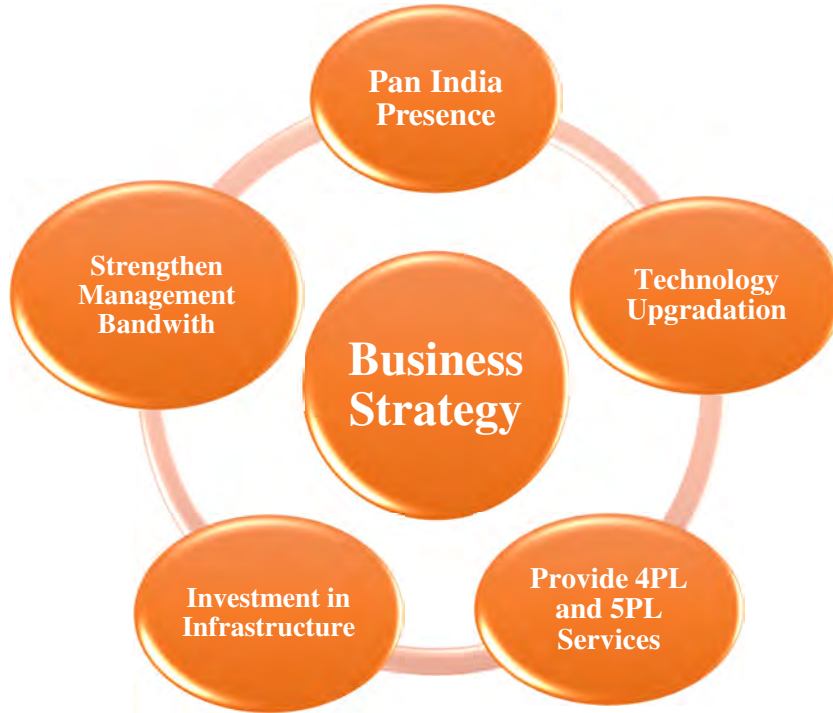 Pan India
Presence
Technology
Upgradation
Provide 4PL
and 5PL
Services
Investment in
Infrastructure
Strengthen
Management
Bandwith
Business
Strategy